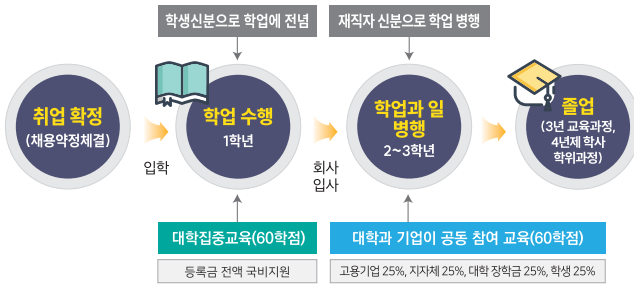 학생신분으로 학업에 전념
재직자 신분으로 학업 병행
취업 확정
(채용약정체결)
입학
학업 수행
1학년
회사
입사
학업과 일
병행
2~3학년
졸업
(3년 교육과정,
4년제 학사
학위과정)
대학집중교육(60학점)
등록금 전액 국비지원
대학과 기업이 공동 참여 교육(60학점)
고용기업 25%, 지자체 25%, 대학 장학금 25%, 학생 25%